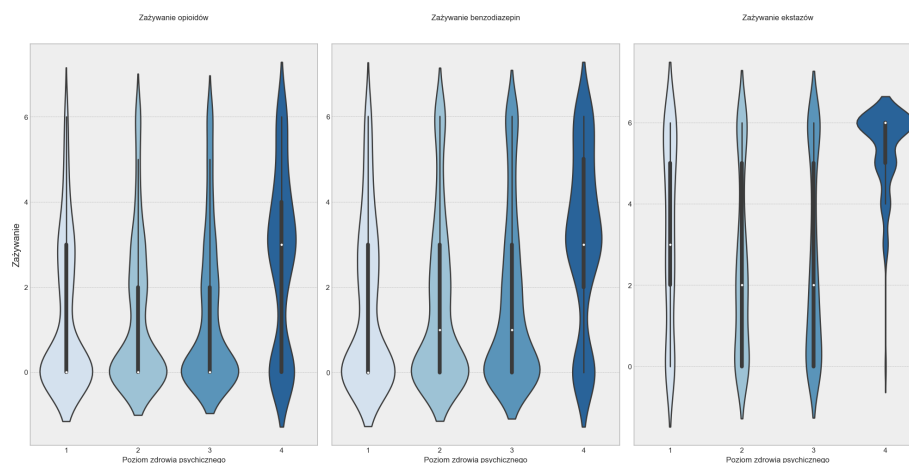 Zażywanie opioidów
Zażywanie benzodiazepin
Zażywanie ekstazów
Zażywanie
6
4
2
0
6
4
2
0
6
4
2
0
1 2 3 4
1 2 3 4
1 2 3 4
Poziom zdrowia psychicznego
Poziom zdrowia psychicznego
Poziom zdrowia psychicznego